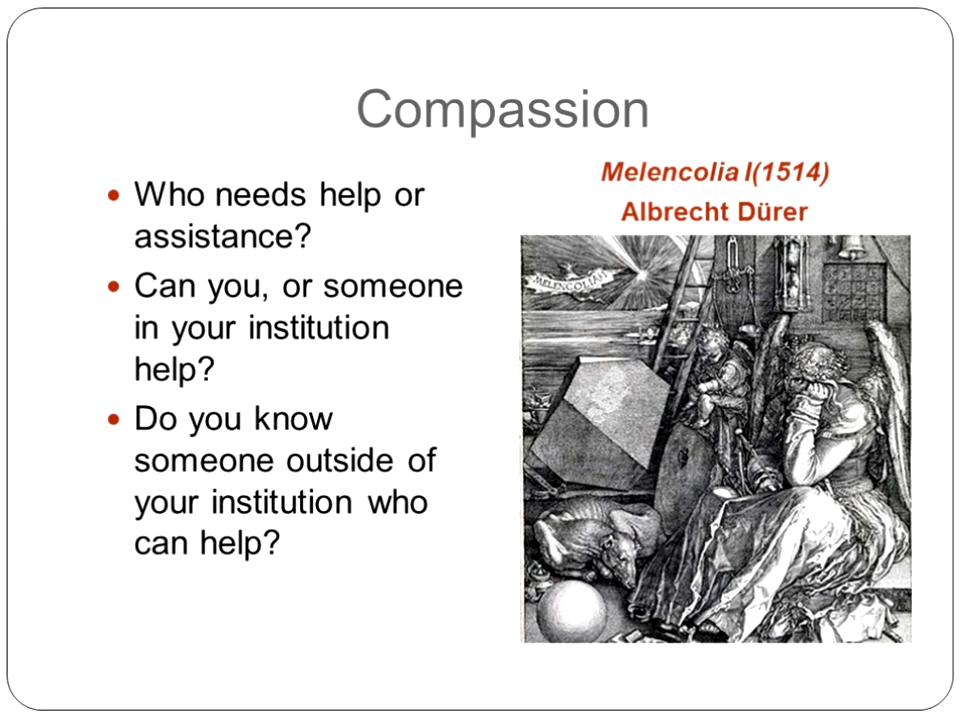 Compassion
• Who needs help or
assistance?
• Can you, or someone
in your institution
help?
• Do you know
someone outside of
your institution who
can help?
Melencolia I(1514)
Albrecht Dürer